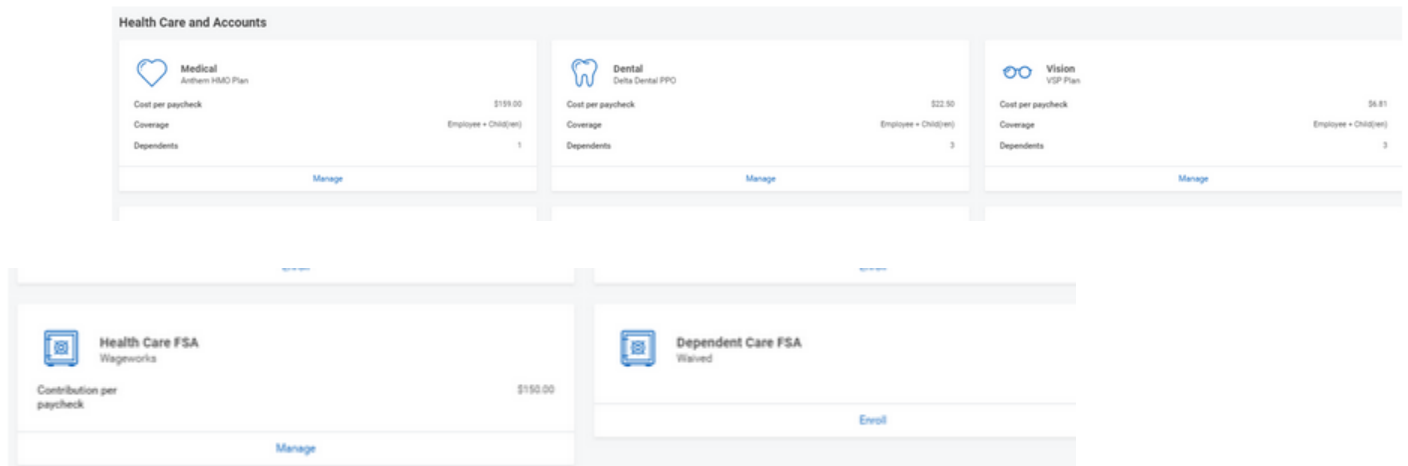 Health Care and Accounts
Medical
Anthem HMO Plan
Cost per paycheck $159.00
Coverage Employee + Child(ren)
Dependents 1
Manage
Dental
Delta Dental PPO
Cost per paycheck $22.50
Coverage Employee + Child(ren)
Dependents 3
Manage
Vision
VSP Plan
Cost per paycheck $6.81
Coverage Employee + Child(ren)
Dependents 3
Manage
Health Care FSA
Wageworks
Contribution per $150.00
paycheck
Manage
Dependent Care FSA
Waived
Enroll